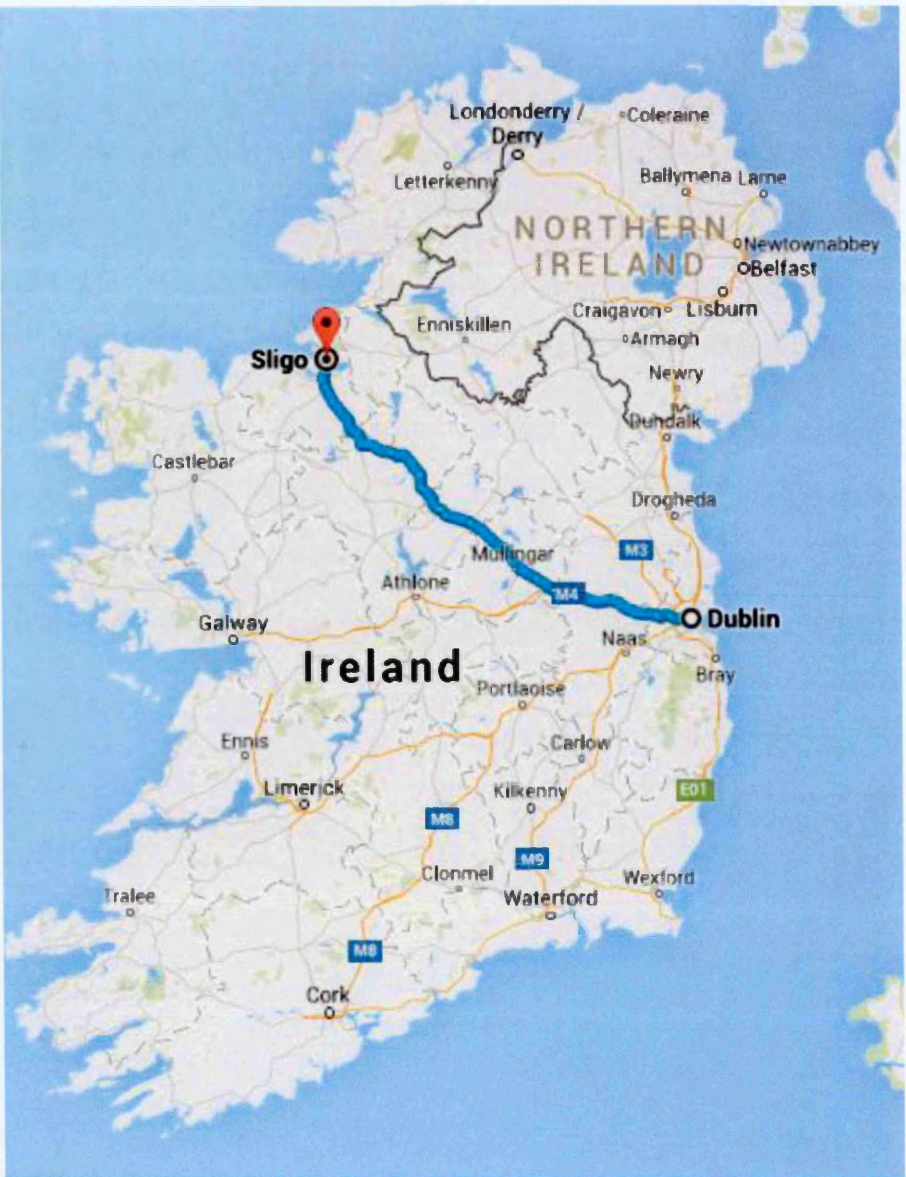 Londonderry /
Derry
Coleraine
Letterkenny
Ballymena
Larne
NORTHERN
IRELAND
Newtownabbey
Belfast
Craigavon
Lisburn
Enniskillen
Armagh
Sligo
Newry
Dundalk
Castlebar
Drogheda
M3
Mullingar
Athlone
M4
Galway
Dublin
Naas
Ireland
Bray
Portlaoise
Ennis
Carlow
Limerick
Kilkenny
E01
M8
M9
Clonmel
Wexford
Tralee
Waterford
M8
Cork